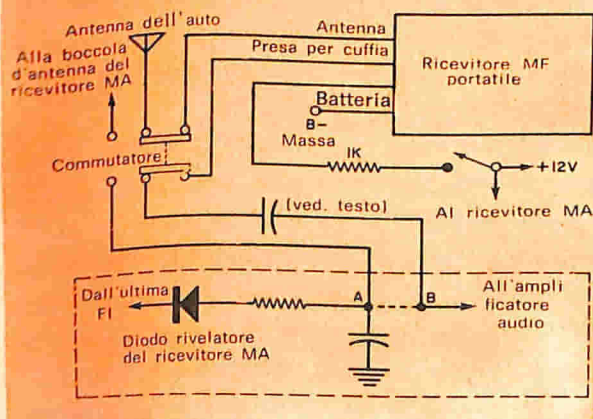 Antenna dell'auto
Antenna
Alla boccola
d'antenna del
ricevitore MA
Presa per cuffia
Ricevitore MF
portatile
Batteria
B-
Massa
Commutatore
1K
+12V
Al ricevitore MA
(ved. testo)
Dall'ultima
FI
A
B
All'ampli
ficatore
audio
Diodo rivelatore
del ricevitore MA